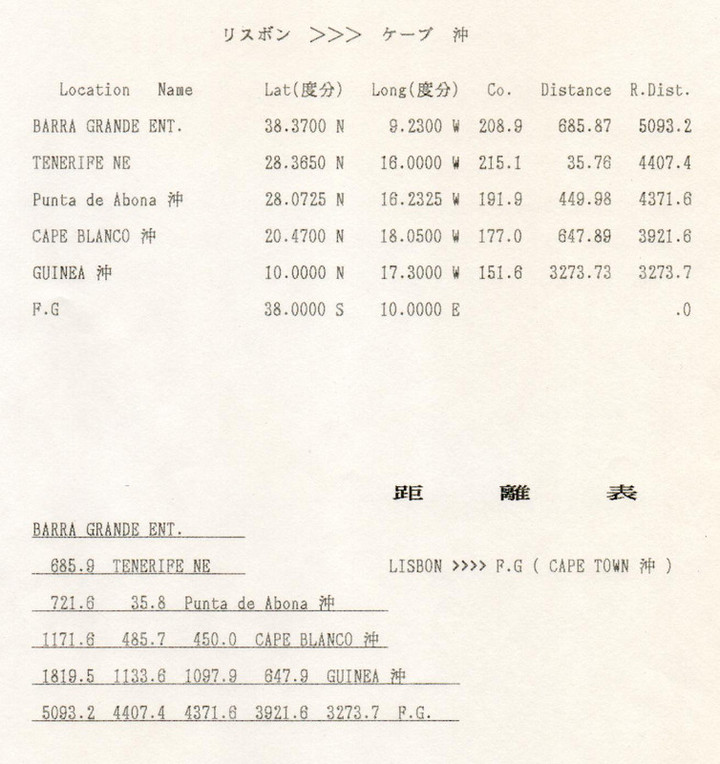 リスボン >>> ケープ 沖
Location Name Lat(度分) Long(度分) Co. Distance R.Dist.
BARRA GRANDE ENT. 38.3700 N 9.2300 W 208.9 685.87 5093.2
TENERIFE NE 28.3650 N 16.0000 W 215.1 35.76 4407.4
Punta de Abona 沖 28.0725 N 16.2325 W 191.9 449.98 4371.6
CAPE BLANCO 沖 20.4700 N 18.0500 W 177.0 647.89 3921.6
GUINEA 沖 10.0000 N 17.3000 W 151.6 3273.73 3273.7
F.G 38.0000 S 10.0000 E .0
距 離 表
BARRA GRANDE ENT.
685.9 TENERIFE NE LISBON >>>> F.G ( CAPE TOWN 沖 )
721.6 35.8 Punta de Abona 沖
1171.6 485.7 450.0 CAPE BLANCO 沖
1819.5 1133.6 1097.9 647.9 GUINEA 沖
5093.2 4407.4 4371.6 3921.6 3273.7 F.G.